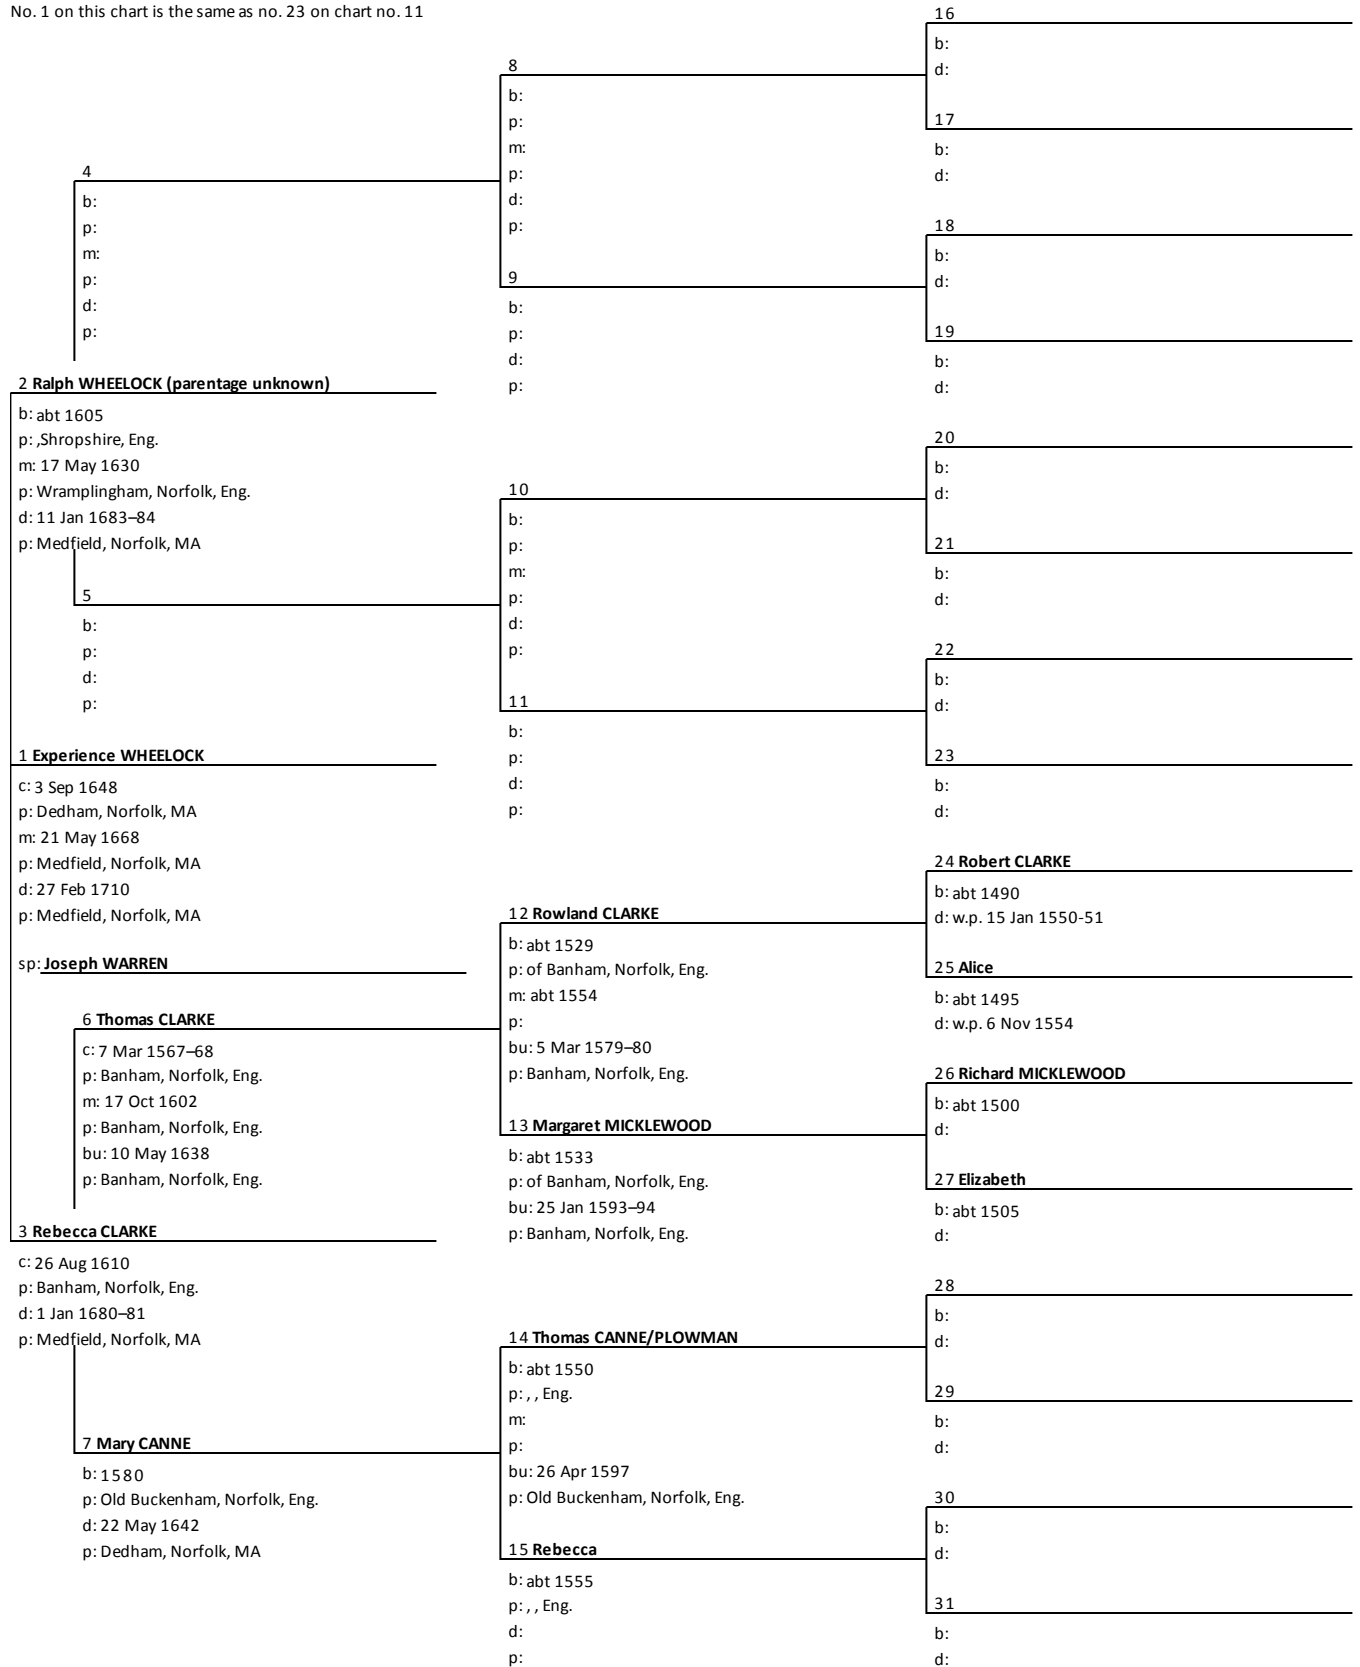 No. 1 on this chart is the same as no. 23 on chart no. 11
4
b:
p:
m:
p:
d:
p:
2 Ralph WHEELOCK (parentage unknown)
b: abt 1605
p: ,Shropshire, Eng.
m: 17 May 1630
p: Wramplingham, Norfolk, Eng.
d: 11 Jan 1683–84
p: Medfield, Norfolk, MA
5
b:
p:
d:
p:
1 Experience WHEELOCK
c: 3 Sep 1648
p: Dedham, Norfolk, MA
m: 21 May 1668
p: Medfield, Norfolk, MA
d: 27 Feb 1710
p: Medfield, Norfolk, MA
sp: Joseph WARREN
6 Thomas CLARKE
c: 7 Mar 1567–68
p: Banham, Norfolk, Eng.
m: 17 Oct 1602
p: Banham, Norfolk, Eng.
bu: 10 May 1638
p: Banham, Norfolk, Eng.
3 Rebecca CLARKE
c: 26 Aug 1610
p: Banham, Norfolk, Eng.
d: 1 Jan 1680–81
p: Medfield, Norfolk, MA
7 Mary CANNE
b: 1580
p: Old Buckenham, Norfolk, Eng.
d: 22 May 1642
p: Dedham, Norfolk, MA
8
b:
p:
m:
p:
d:
p:
9
b:
p:
d:
p:
10
b:
p:
m:
p:
d:
p:
11
b:
p:
d:
p:
12 Rowland CLARKE
b: abt 1529
p: of Banham, Norfolk, Eng.
m: abt 1554
p:
bu: 5 Mar 1579–80
p: Banham, Norfolk, Eng.
13 Margaret MICKLEWOOD
b: abt 1533
p: of Banham, Norfolk, Eng.
bu: 25 Jan 1593–94
p: Banham, Norfolk, Eng.
14 Thomas CANNE/PLOWMAN
b: abt 1550
p: , , Eng.
m:
p:
bu: 26 Apr 1597
p: Old Buckenham, Norfolk, Eng.
15 Rebecca
b: abt 1555
p: , , Eng.
d:
p:
16
b:
d:
17
b:
d:
18
b:
d:
19
b:
d:
20
b:
d:
21
b:
d:
22
b:
d:
23
b:
d:
24 Robert CLARKE
b: abt 1490
d: w.p. 15 Jan 1550-51
25 Alice
b: abt 1495
d: w.p. 6 Nov 1554
26 Richard MICKLEWOOD
b: abt 1500
d:
27 Elizabeth
b: abt 1505
d:
28
b:
d:
29
b:
d:
30
b:
d:
31
b:
d: